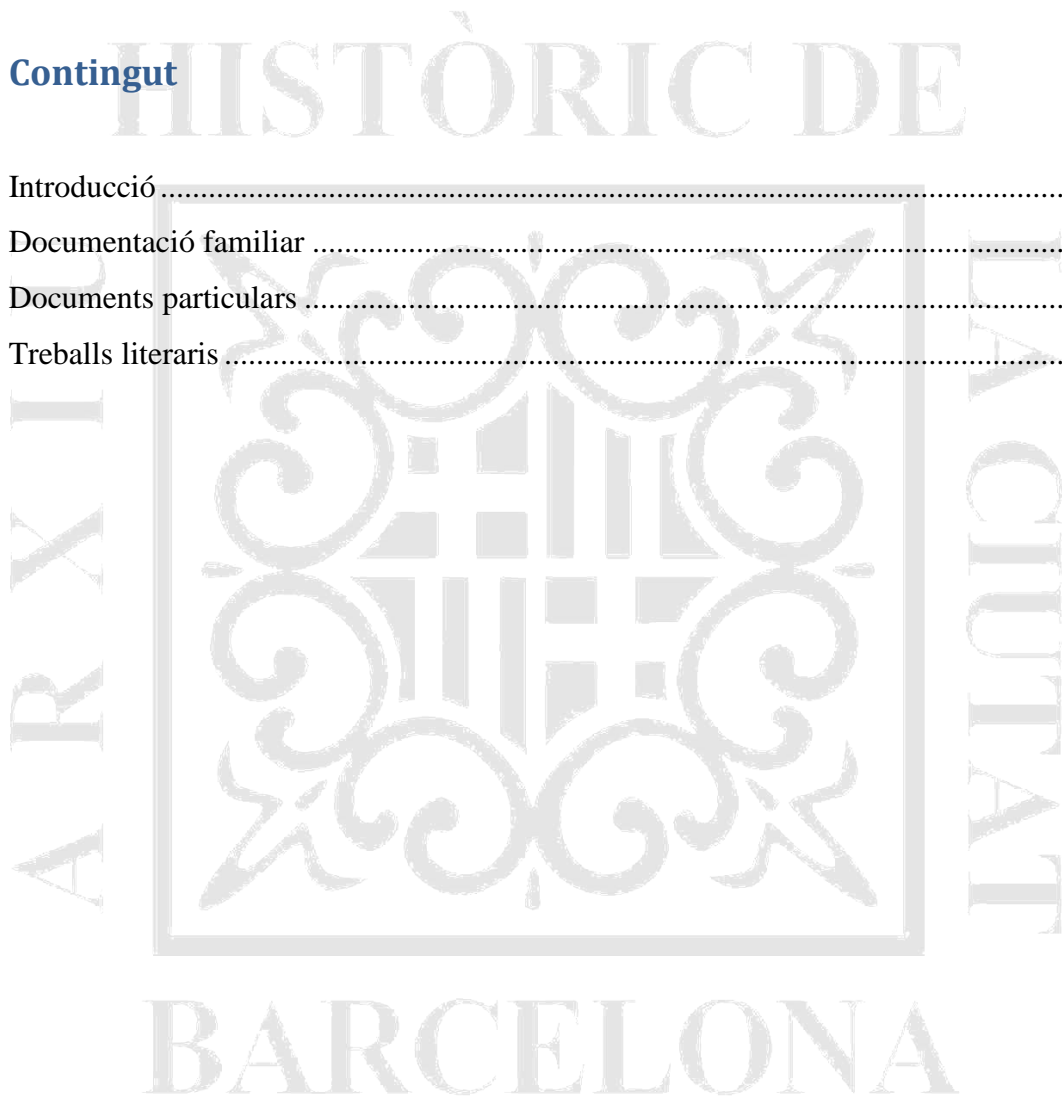 HISTÒRIC DE
Contingut
Introducció ..........................................................................................
Documentació familiar ..........................................................................................
Documents particulars ..........................................................................................
Treballs literaris ..........................................................................................
ARXIU
LA CIUTAT
BARCELONA